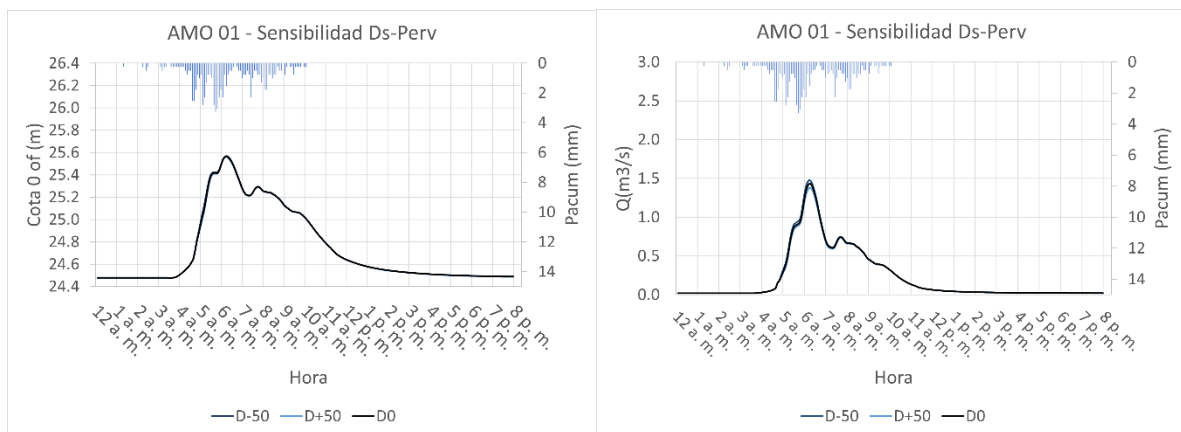 AMO 01 - Sensibilidad Ds-Perv
26.4
26.2
26.0
25.8
25.6
25.4
25.2
25.0
24.8
24.6
24.4
Cota 0 of (m)
0
2
4
6
8
10
12
14
Pacum (mm)
12 a. m.
1 a. m.
2 a. m.
3 a. m.
4 a. m.
5 a. m.
6 a. m.
7 a. m.
8 a. m.
9 a. m.
10 a. m.
11 a. m.
12 p. m.
1 p. m.
2 p. m.
3 p. m.
4 p. m.
5 p. m.
6 p. m.
7 p. m.
8 p. m.
Hora
D-50 D+50 D0
AMO 01 - Sensibilidad Ds-Perv
3.0
2.5
2.0
1.5
1.0
0.5
0.0
Q(m3/s)
0
2
4
6
8
10
12
14
Pacum (mm)
12 a. m.
1 a. m.
2 a. m.
3 a. m.
4 a. m.
5 a. m.
6 a. m.
7 a. m.
8 a. m.
9 a. m.
10 a. m.
11 a. m.
12 p. m.
1 p. m.
2 p. m.
3 p. m.
4 p. m.
5 p. m.
6 p. m.
7 p. m.
8 p. m.
Hora
D-50 D+50 D0